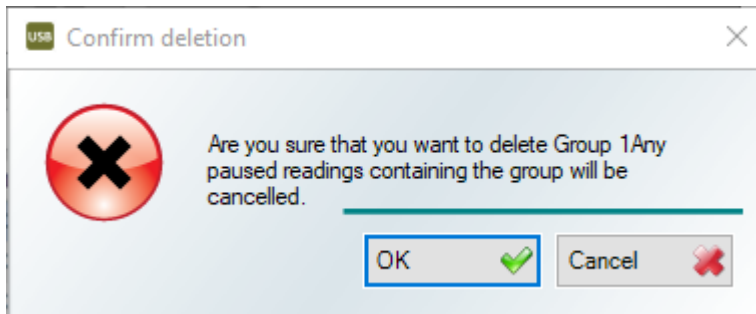 USB Confirm deletion
Are you sure that you want to delete Group 1Any
paused readings containing the group will be
cancelled.
OK
Cancel